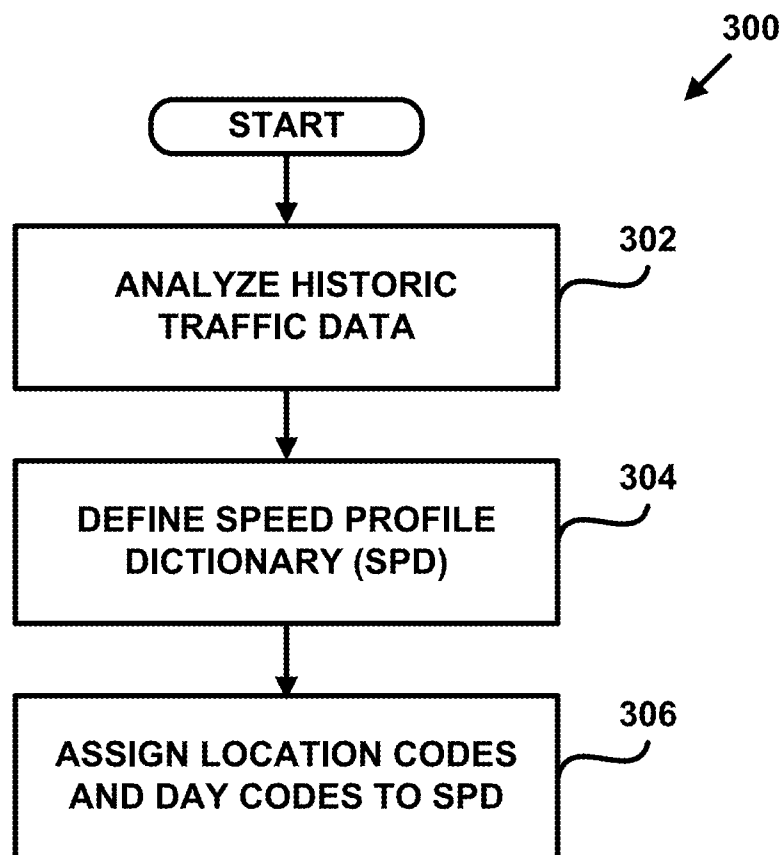 300
START
302
ANALYZE HISTORIC
TRAFFIC DATA
304
DEFINE SPEED PROFILE
DICTIONARY (SPD)
306
ASSIGN LOCATION CODES
AND DAY CODES TO SPD